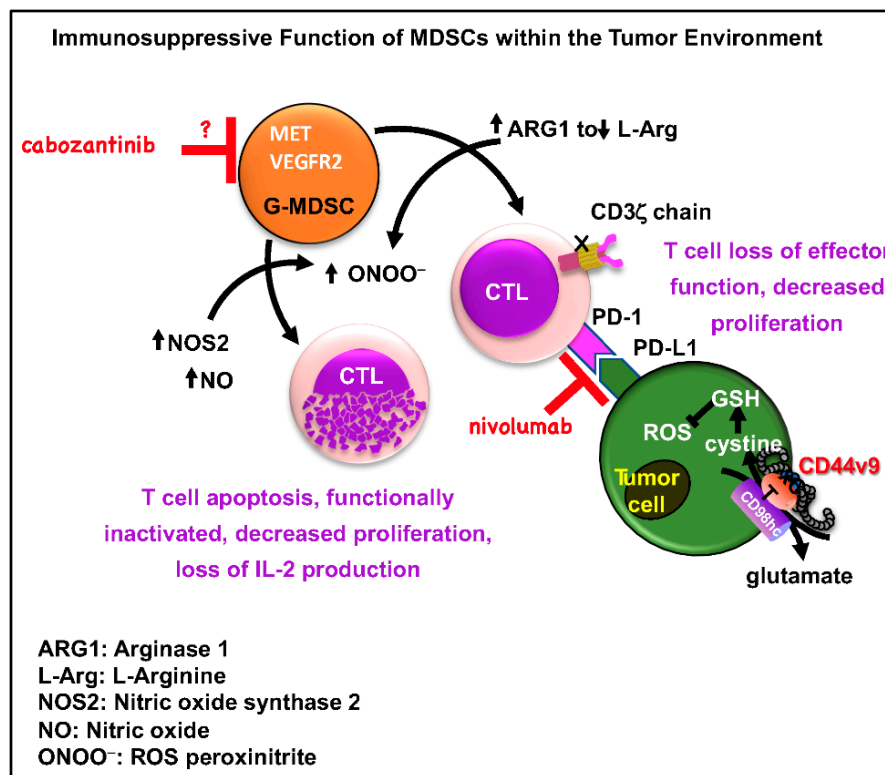 Immunosuppressive Function of MDSCs within the Tumor Environment
cabozantinib
?
MET
VEGFR2
G-MDSC
ARG1 to L-Arg
ONOO⁻
NOS2
NO
CD3ζ chain
CTL
T cell loss of effector
function, decreased
proliferation
PD-1
PD-L1
nivolumab
CTL
T cell apoptosis, functionally
inactivated, decreased proliferation,
loss of IL-2 production
GSH
ROS
cystine
CD44v9
Tumor
cell
CD98hc
glutamate
ARG1: Arginase 1
L-Arg: L-Arginine
NOS2: Nitric oxide synthase 2
NO: Nitric oxide
ONOO⁻: ROS peroxinitrite